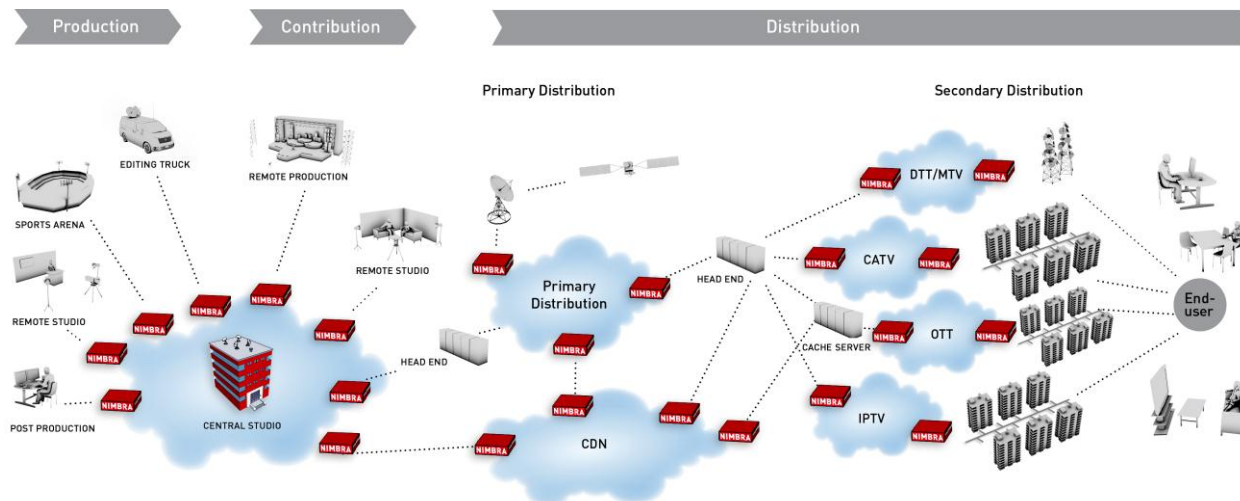 Production
Contribution
Distribution
Primary Distribution
Secondary Distribution
EDITING TRUCK
REMOTE PRODUCTION
SPORTS ARENA
REMOTE STUDIO
REMOTE STUDIO
POST PRODUCTION
CENTRAL STUDIO
NIMBRA
NIMBRA
NIMBRA
NIMBRA
NIMBRA
NIMBRA
NIMBRA
NIMBRA
HEAD END
NIMBRA
Primary
Distribution
NIMBRA
NIMBRA
NIMBRA
NIMBRA
CDN
NIMBRA
NIMBRA
NIMBRA
HEAD END
NIMBRA
DTT/MTV
NIMBRA
NIMBRA
CATV
NIMBRA
CACHE SERVER
NIMBRA
OTT
NIMBRA
NIMBRA
IPTV
NIMBRA
End-
user